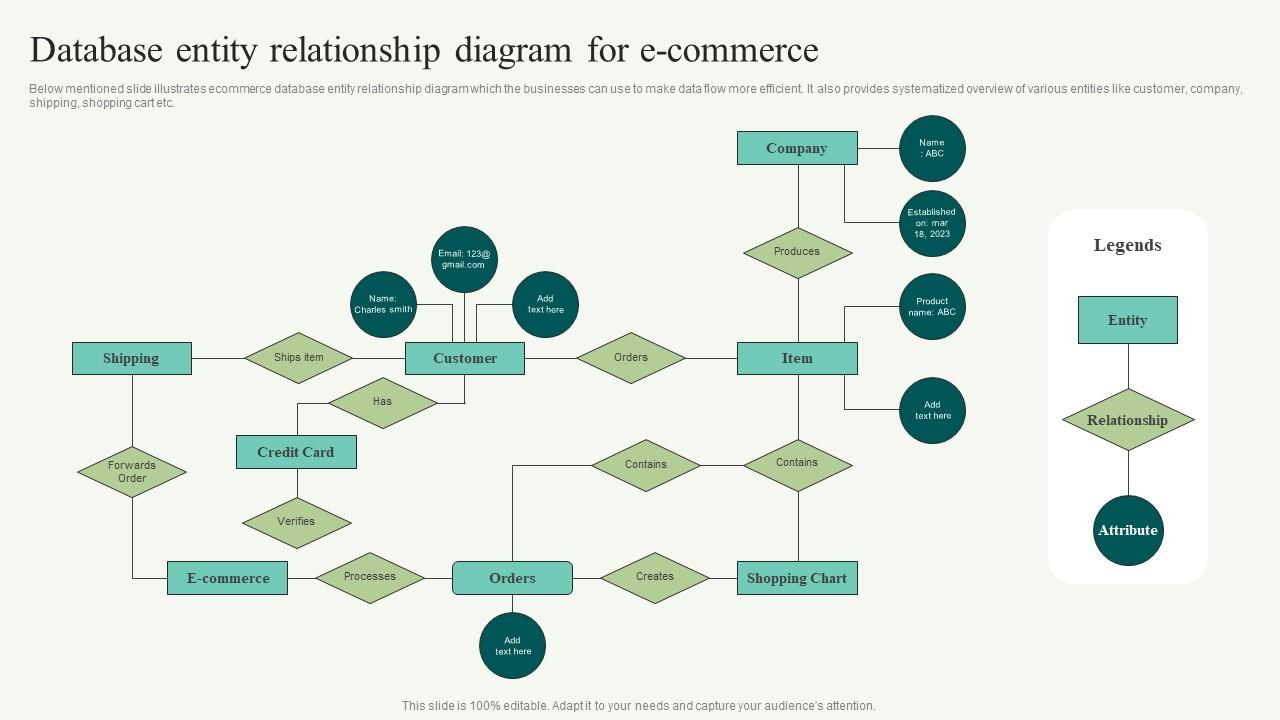 Database entity relationship diagram for e-commerce
Below mentioned slide illustrates ecommerce database entity relationship diagram which the businesses can use to make data flow more efficient. It also provides systematized overview of various entities like customer, company,
shipping, shopping cart etc.
Company
Name
: ABC
Established
on: mar
18, 2023
Produces
Legends
Email: 123@
gmail.com
Name:
Charles smith
Add
text here
Product
name: ABC
Entity
Shipping
Ships item
Customer
Orders
Item
Has
Add
text here
Relationship
Credit Card
Forwards
Order
Contains
Contains
Verifies
Attribute
E-commerce
Processes
Orders
Creates
Shopping Chart
Add
text here
This slide is 100% editable. Adapt it to your needs and capture your audience's attention.